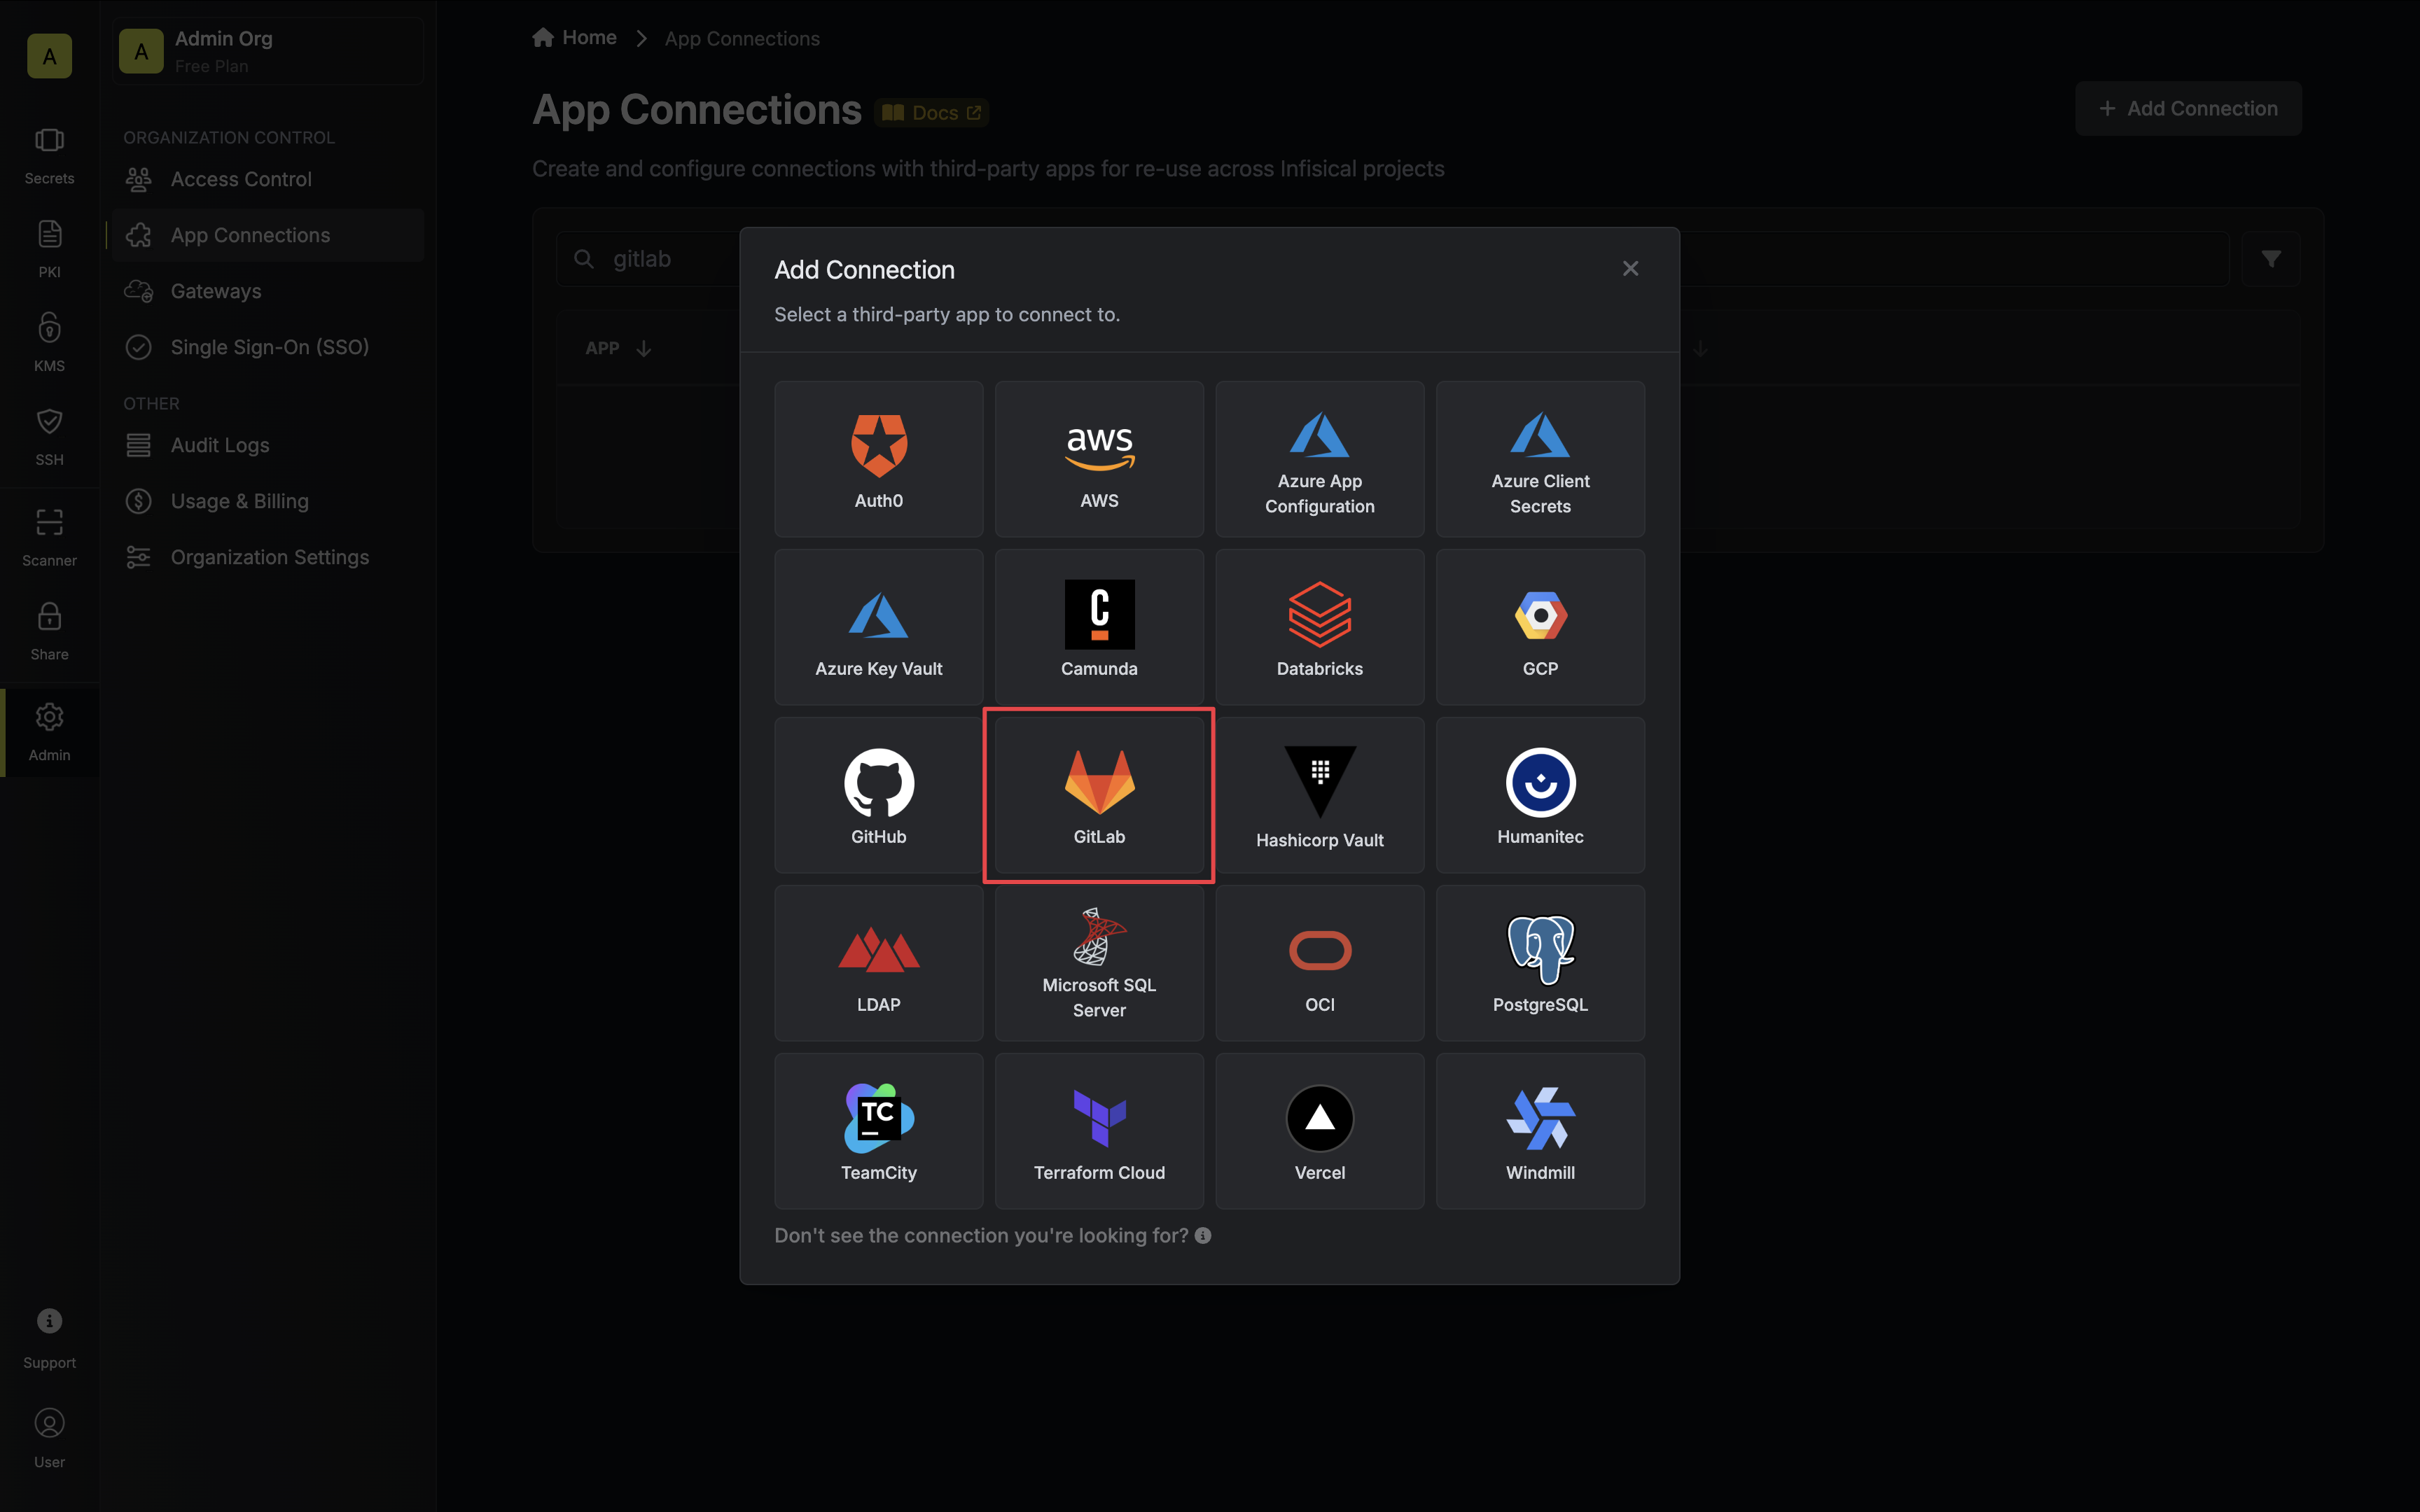 A
Secrets
PKI
KMS
SSH
Scanner
Share
Admin
Support
User
A
Admin Org
Free Plan
ORGANIZATION CONTROL
Access Control
App Connections
Gateways
Single Sign-On (SSO)
OTHER
Audit Logs
Usage & Billing
Organization Settings
Home
App Connections
App Connections
Docs
Add Connection
Create and configure connections with third-party apps for re-use across Infisical projects
gitlab
APP
Add Connection
Select a third-party app to connect to.
Auth0
aws
AWS
Azure App
Configuration
Azure Client
Secrets
Azure Key Vault
C
Camunda
Databricks
GCP
GitHub
GitLab
Hashicorp Vault
Humanitec
LDAP
Microsoft SQL
Server
OCI
PostgreSQL
TC
TeamCity
Terraform Cloud
Vercel
Windmill
Don't see the connection you're looking for?